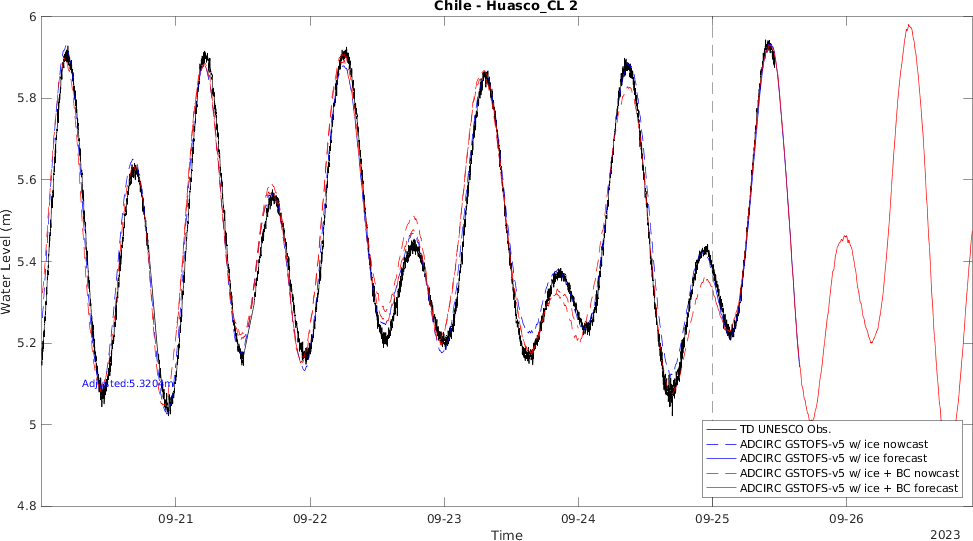 Chile - Huasco_CL 2
6
5.8
5.6
5.4
5.2
5
4.8
Water Level (m)
Adjusted:5.3204m
TD UNESCO Obs.
ADCIRC GSTOFS-v5 w/ ice nowcast
ADCIRC GSTOFS-v5 w/ ice forecast
ADCIRC GSTOFS-v5 w/ ice + BC nowcast
ADCIRC GSTOFS-v5 w/ ice + BC forecast
09-21 09-22 09-23 09-24 09-25 09-26
Time
2023